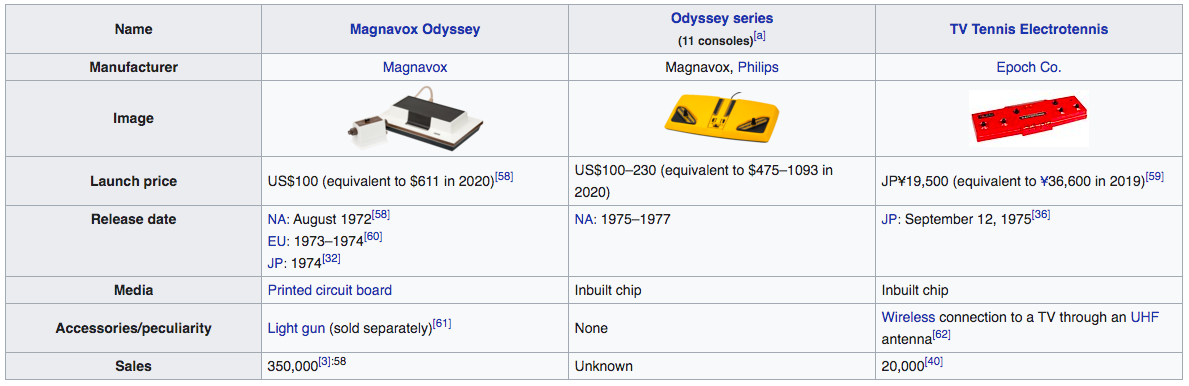 Name Magnavox Odyssey Odyssey series TV Tennis Electrotennis
(11 consoles)[a]
Manufacturer Magnavox Magnavox, Philips Epoch Co.
Image
Launch price US$100 (equivalent to $611 in 2020)[58] US$100–230 (equivalent to $475–1093 in JP¥19,500 (equivalent to ¥36,600 in 2019)[59]
2020)
Release date NA: August 1972[58] NA: 1975–1977 JP: September 12, 1975[36]
EU: 1973–1974[60]
JP: 1974[32]
Media Printed circuit board Inbuilt chip Inbuilt chip
Accessories/peculiarity Light gun (sold separately)[61] None Wireless connection to a TV through an UHF
antenna[62]
Sales 350,000[3]:58 Unknown 20,000[40]